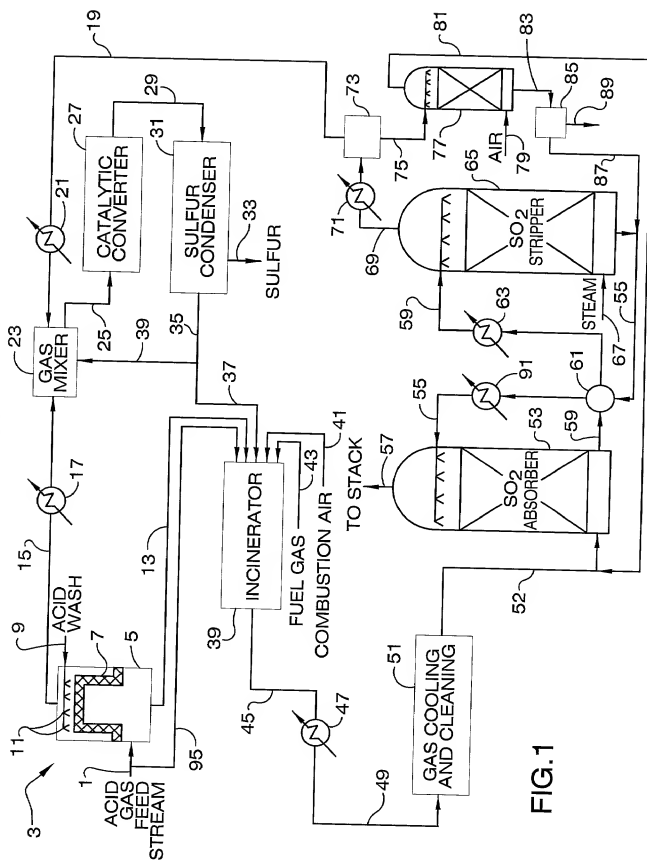 19
81
83
85
89
73
75
77
AIR
79
87
29
27
CATALYTIC
CONVERTER
31
SULFUR
CONDENSER
33
SULFUR
21
23
GAS
MIXER
25
39
35
37
71
69
65
SO2
STRIPPER
59
63
STEAM
67
55
61
91
55
57
TO STACK
53
SO2
ABSORBER
59
17
15
13
9
ACID
WASH
7
5
11
3
1
ACID
GAS
FEED
STREAM
95
INCINERATOR
39
43
41
FUEL GAS
COMBUSTION AIR
45
47
49
51
GAS COOLING
AND CLEANING
52
FIG.1